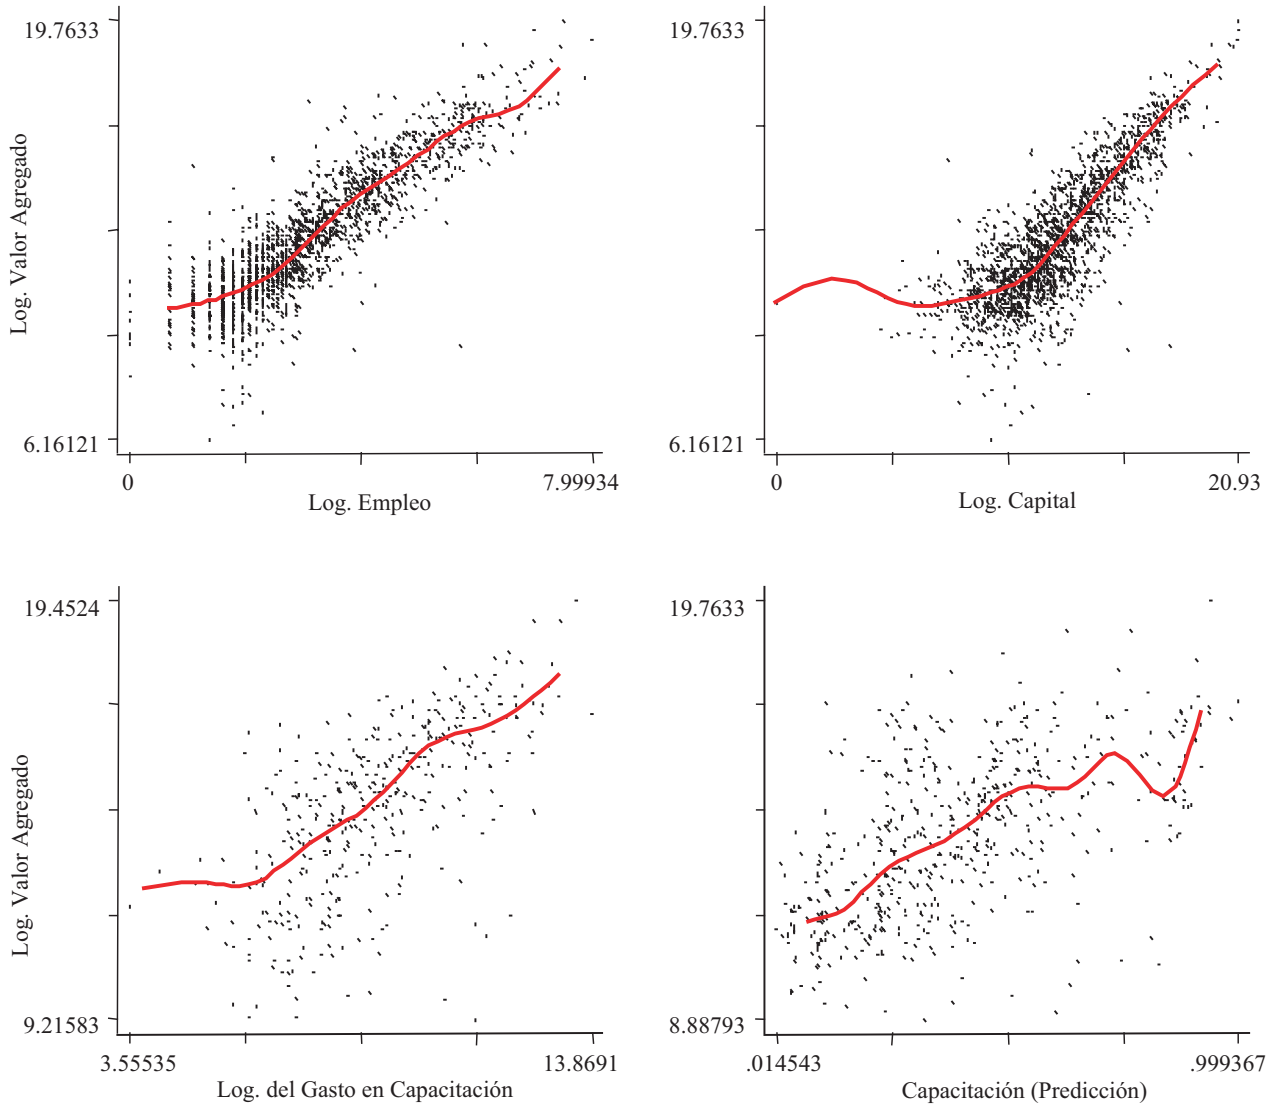 19.7633
Log. Valor Agregado
6.16121
0
7.99934
Log. Empleo
19.7633
6.16121
0
20.93
Log. Capital
19.4524
Log. Valor Agregado
9.21583
3.55535
13.8691
Log. del Gasto en Capacitación
19.7633
8.88793
.014543
.999367
Capacitación (Predicción)